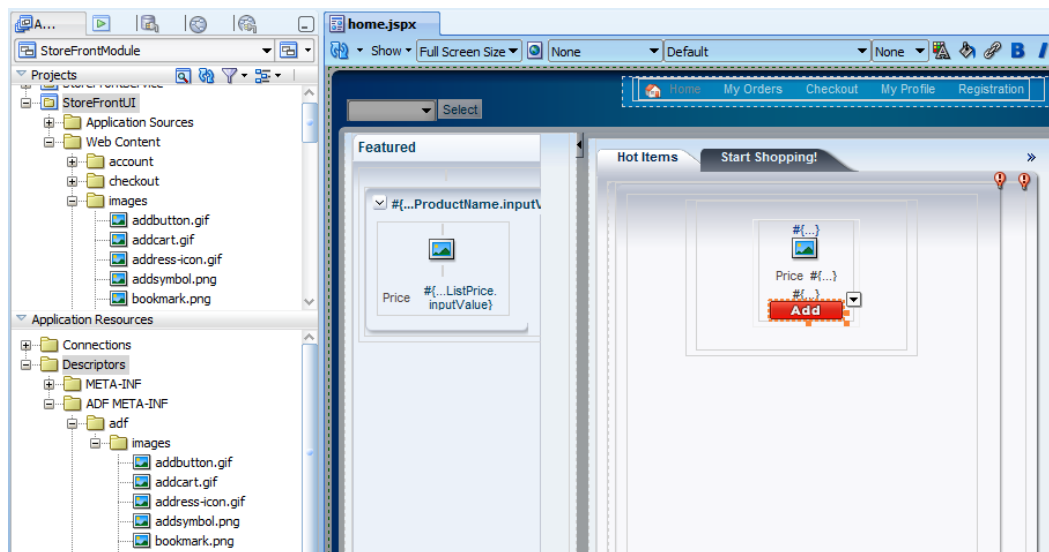 A...
home.jspx
StoreFrontModule
Show
Full Screen Size
None
Default
None
B
I
Projects
StoreFrontService
StoreFrontUI
Application Sources
Web Content
account
checkout
images
addbutton.gif
addcart.gif
address-icon.gif
addsymbol.png
bookmark.png
Application Resources
Connections
Descriptors
META-INF
ADF META-INF
adf
images
addbutton.gif
addcart.gif
address-icon.gif
addsymbol.png
bookmark.png
Home My Orders Checkout My Profile Registration
Select
Featured
#{...ProductName.inputV
Price
#{...ListPrice.
inputValue}
Hot Items Start Shopping!
#{...}
Price #{...}
#{...}
Add